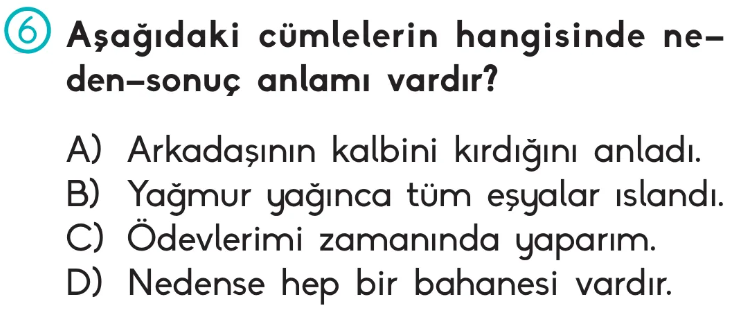 6 Aşağıdaki cümlelerin hangisinde ne-
den-sonuç anlamı vardır?
A) Arkadaşının kalbini kırdığını anladı.
B) Yağmur yağınca tüm eşyalar ıslandı.
C) Ödevlerimi zamanında yaparım.
D) Nedense hep bir bahanesi vardır.